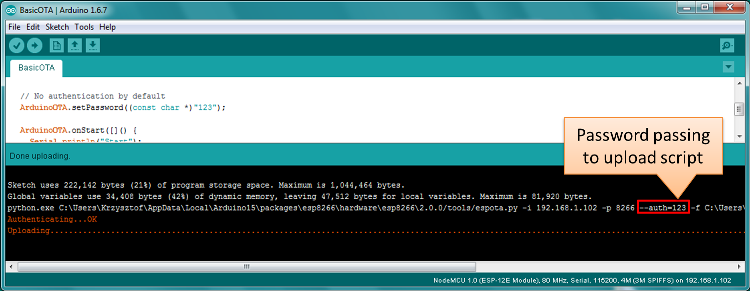 BasicOTA | Arduino 1.6.7
File Edit Sketch Tools Help
BasicOTA
// No authentication by default
ArduinoOTA.setPassword((const char *)"123");
ArduinoOTA.onStart([]() {
Serial.println("Start");
Done uploading.
Password passing
to upload script
Sketch uses 222,142 bytes (21%) of program storage space. Maximum is 1,044,464 bytes.
Global variables use 34,408 bytes (42%) of dynamic memory, leaving 47,512 bytes for local variables. Maximum is 81,920 bytes.
python.exe C:\Users\Krzysztof\AppData\Local\Arduino15\packages\esp8266\hardware\esp8266\2.0.0/tools/espota.py -i 192.168.1.102 -p 8266 --auth=123 -f C:\Users\
Authenticating...OK
Uploading................................................................................
NodeMCU 1.0 (ESP-12E Module), 80 MHz, Serial, 115200, 4M (3M SPIFFS) on 192.168.1.102